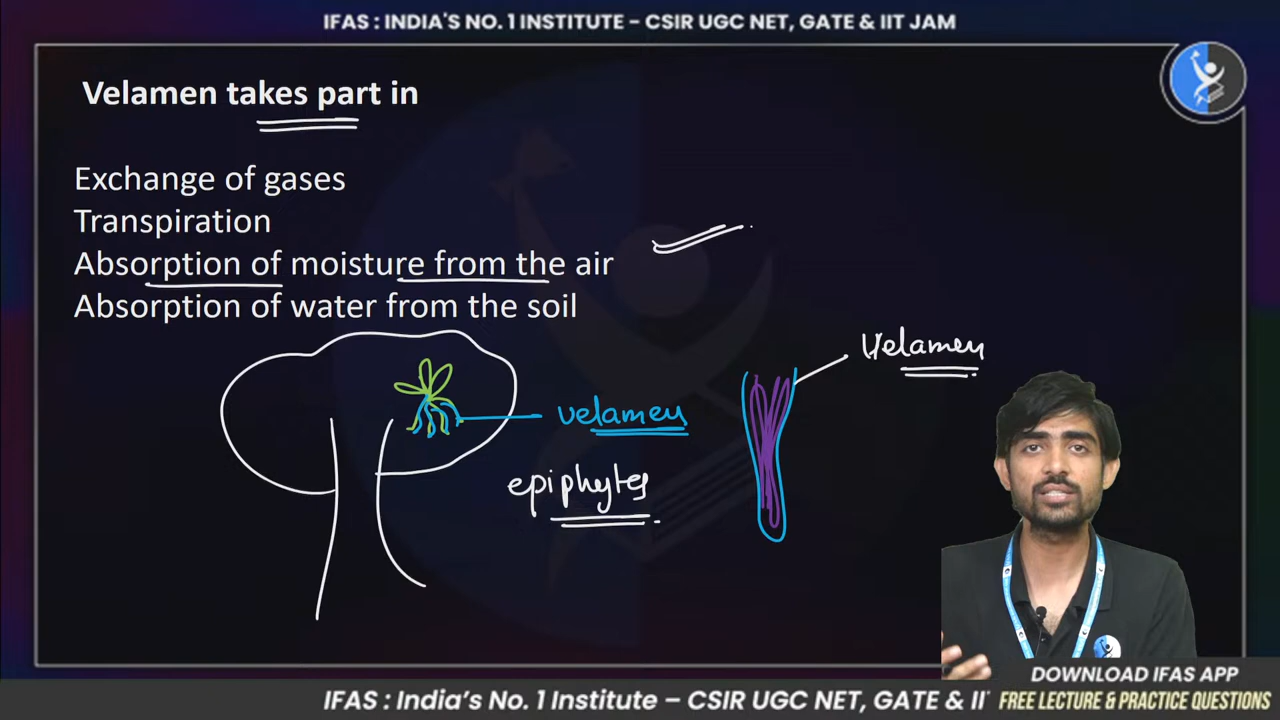 IFAS : INDIA'S NO. 1 INSTITUTE – CSIR UGC NET, GATE & IIT JAM
Velamen takes part in
Exchange of gases
Transpiration
Absorption of moisture from the air
Absorption of water from the soil
Velamen
velamen
epiphytes
DOWNLOAD IFAS APP
IFAS : India's No. 1 Institute – CSIR UGC NET, GATE & II
FREE LECTURE & PRACTICE QUESTIONS